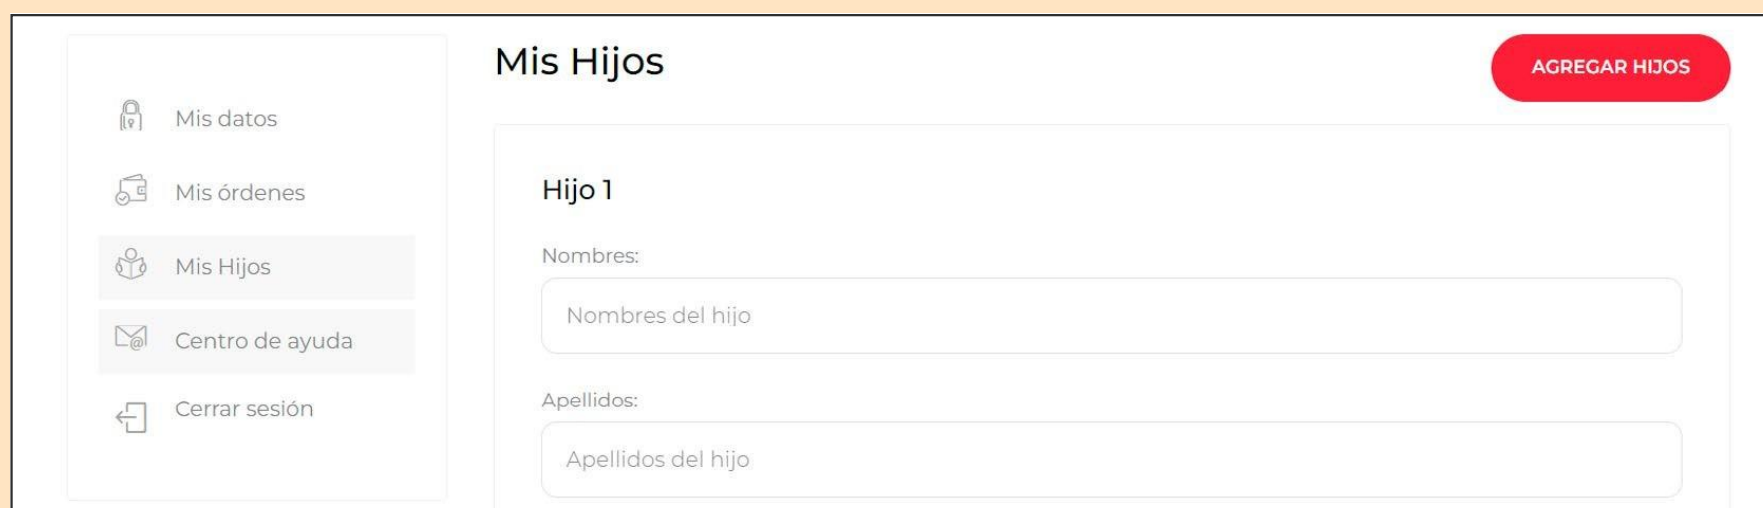 Mis datos
Mis órdenes
Mis Hijos
Centro de ayuda
Cerrar sesión
Mis Hijos
AGREGAR HIJOS
Hijo 1
Nombres:
Nombres del hijo
Apellidos:
Apellidos del hijo